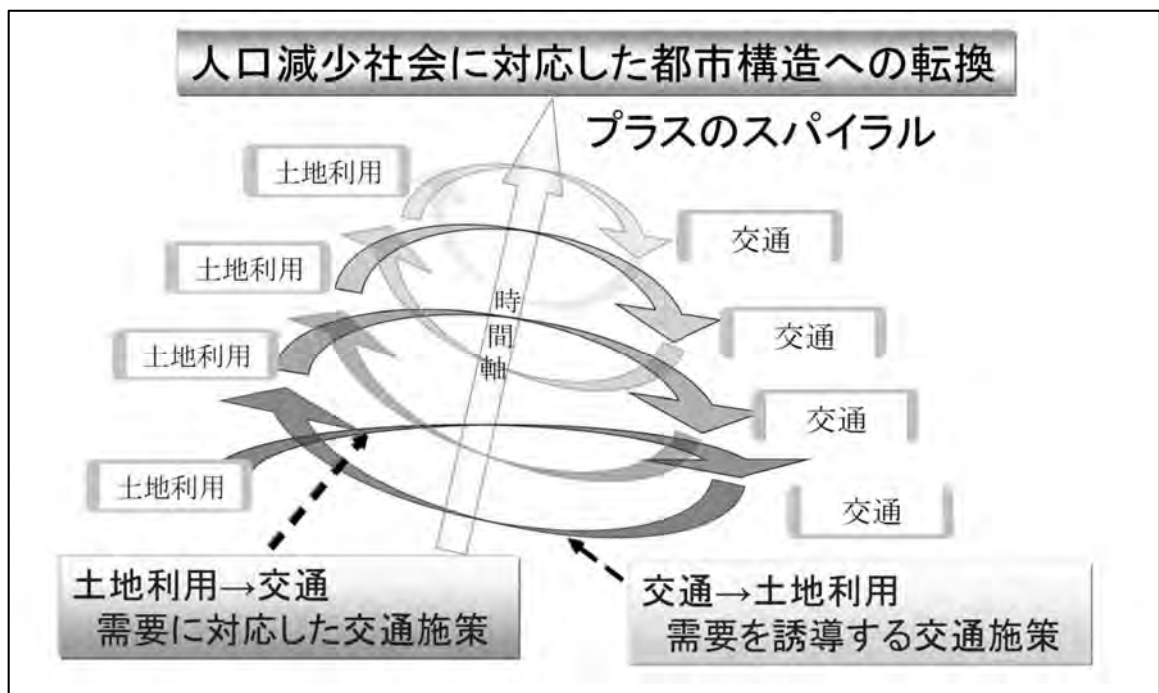 人口減少社会に対応した都市構造への転換
プラスのスパイラル
土地利用
交通
土地利用
交通
土地利用
交通
土地利用
交通
時間軸
土地利用→交通
需要に対応した交通施策
交通→土地利用
需要を誘導する交通施策